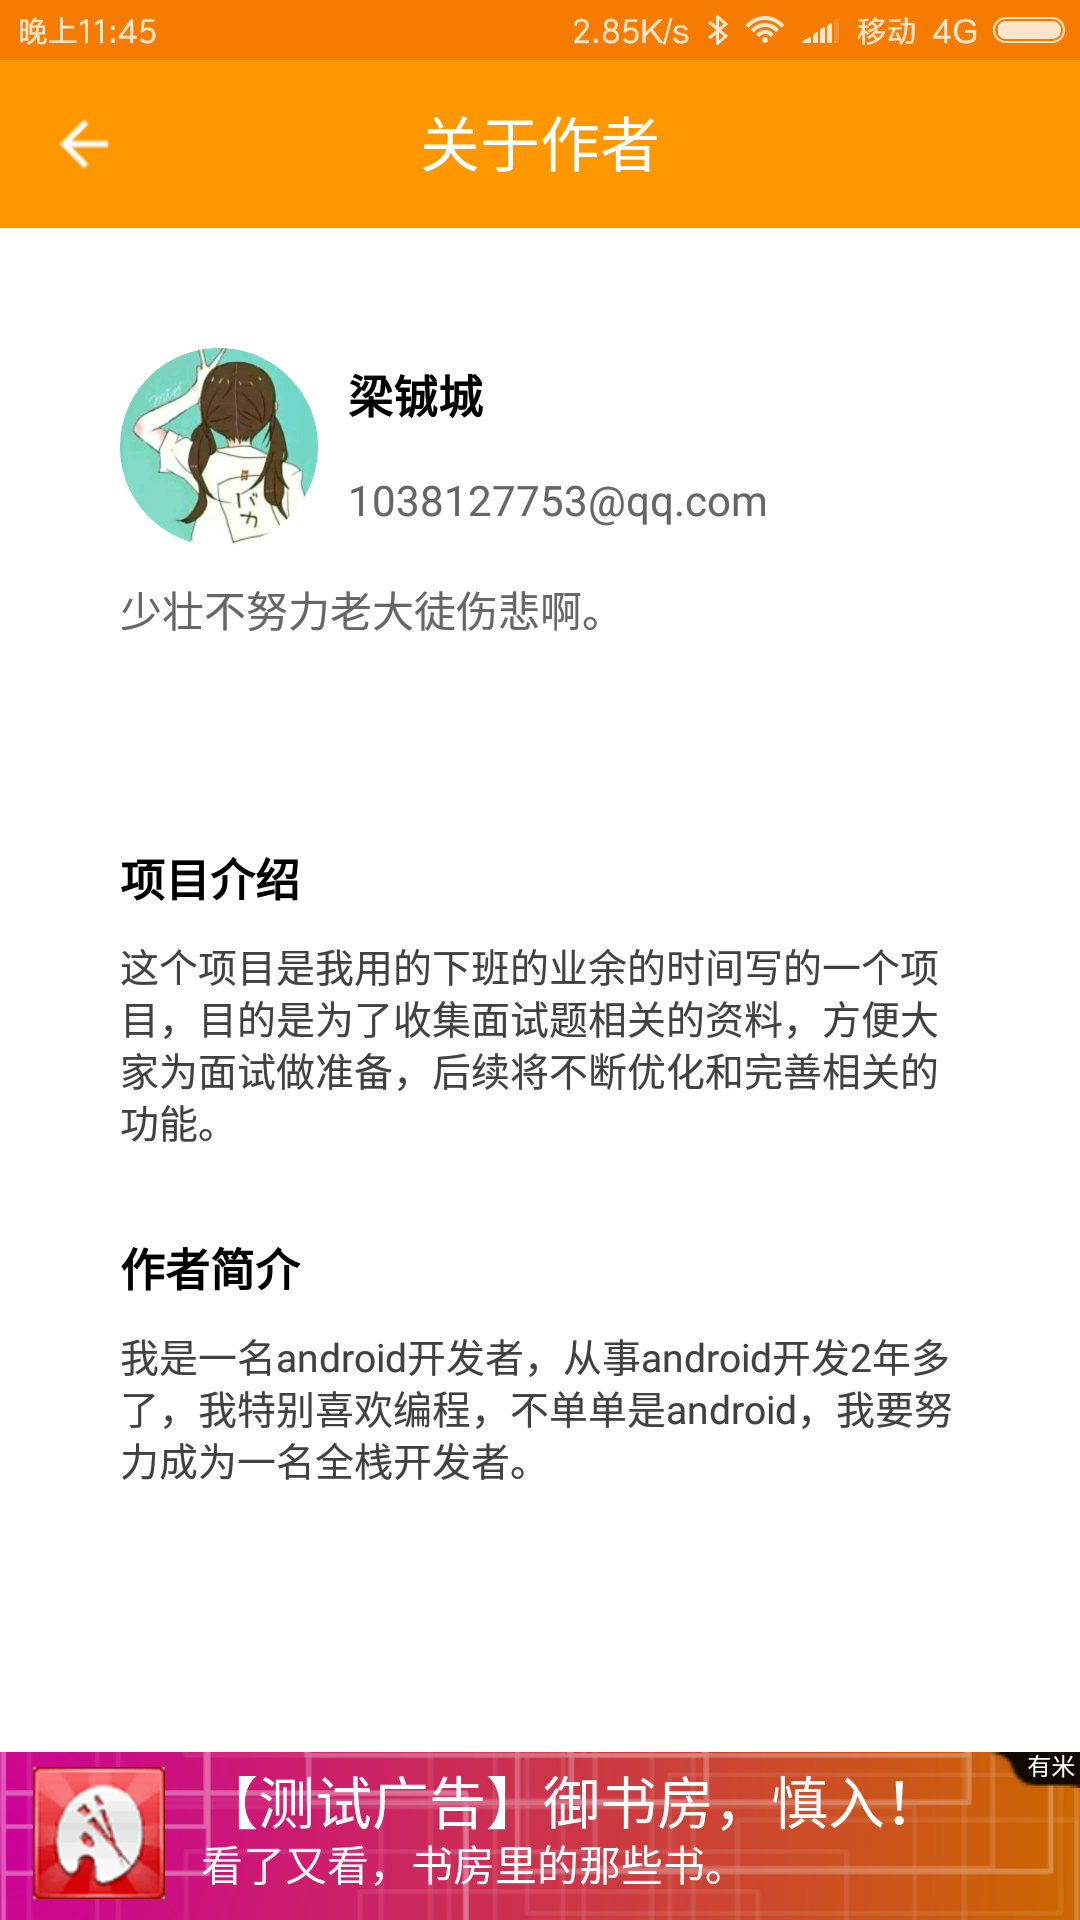 晚上11:45
2.85K/s 移动 4G
关于作者
梁铖城
1038127753@qq.com
少壮不努力老大徒伤悲啊。
项目介绍
这个项目是我用的下班的业余的时间写的一个项
目，目的是为了收集面试题相关的资料，方便大
家为面试做准备，后续将不断优化和完善相关的
功能。
作者简介
我是一名android开发者，从事android开发2年多
了，我特别喜欢编程，不单单是android，我要努
力成为一名全栈开发者。
有米
【测试广告】御书房，慎入！
看了又看，书房里的那些书。